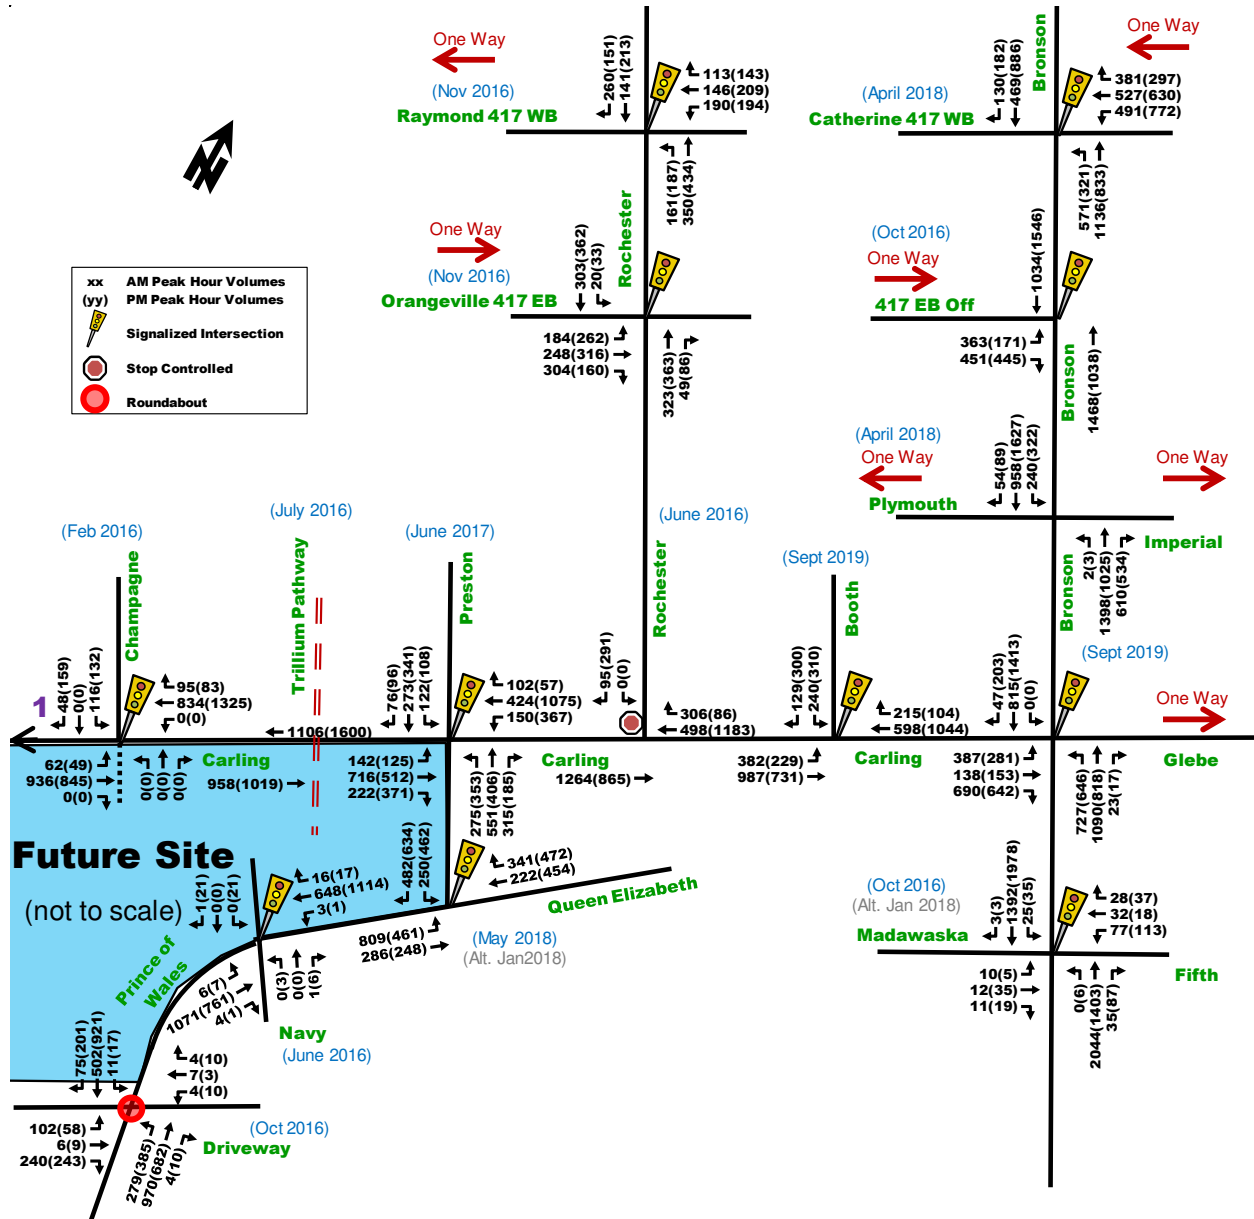 One Way
(Nov 2016)
Raymond 417 WB
260(151)
141(213)
113(143)
146(209)
190(194)
161(187)
350(434)
Rochester
One Way
(April 2018)
Catherine 417 WB
130(182)
469(886)
Bronson
381(297)
527(630)
491(772)
571(321)
1136(833)
One Way
(Nov 2016)
Orangeville 417 EB
303(362)
20(33)
184(262)
248(316)
304(160)
323(363)
49(86)
(Oct 2016)
One Way
417 EB Off
1034(1546)
363(171)
451(445)
Bronson
1468(1038)
xx AM Peak Hour Volumes
(yy) PM Peak Hour Volumes
Signalized Intersection
Stop Controlled
Roundabout
(April 2018)
One Way
Plymouth
54(89)
958(1627)
240(322)
One Way
Imperial
2(3)
1398(1025)
610(534)
Bronson
(Feb 2016)
Champagne
48(159)
0(0)
116(132)
95(83)
834(1325)
0(0)
1
62(49)
936(845)
0(0)
0(0)
0(0)
0(0)
Carling
(July 2016)
Trillium Pathway
1106(1600)
958(1019)
(June 2017)
Preston
76(96)
273(341)
122(108)
102(57)
424(1075)
150(367)
142(125)
716(512)
222(371)
275(353)
551(406)
315(185)
Carling
1264(865)
(June 2016)
Rochester
95(291)
0(0)
306(86)
498(1183)
(Sept 2019)
Booth
129(300)
240(310)
215(104)
598(1044)
382(229)
987(731)
Carling
(Sept 2019)
47(203)
815(1413)
0(0)
One Way
Glebe
387(281)
138(153)
690(642)
727(646)
1090(818)
23(17)
Future Site
(not to scale)
482(634)
250(462)
341(472)
222(454)
Queen Elizabeth
809(461)
286(248)
(May 2018)
(Alt. Jan2018)
1(21)
0(0)
0(21)
16(17)
648(1114)
3(1)
Prince of
Wales
6(7)
1071(761)
4(1)
0(3)
0(0)
1(6)
Navy
(June 2016)
(Oct 2016)
(Alt. Jan 2018)
Madawaska
3(3)
1392(1978)
25(35)
28(37)
32(18)
77(113)
10(5)
12(35)
11(19)
0(6)
2044(1403)
35(87)
Fifth
75(201)
502(921)
11(17)
4(10)
7(3)
4(10)
102(58)
6(9)
240(243)
279(385)
970(682)
4(10)
Driveway
(Oct 2016)